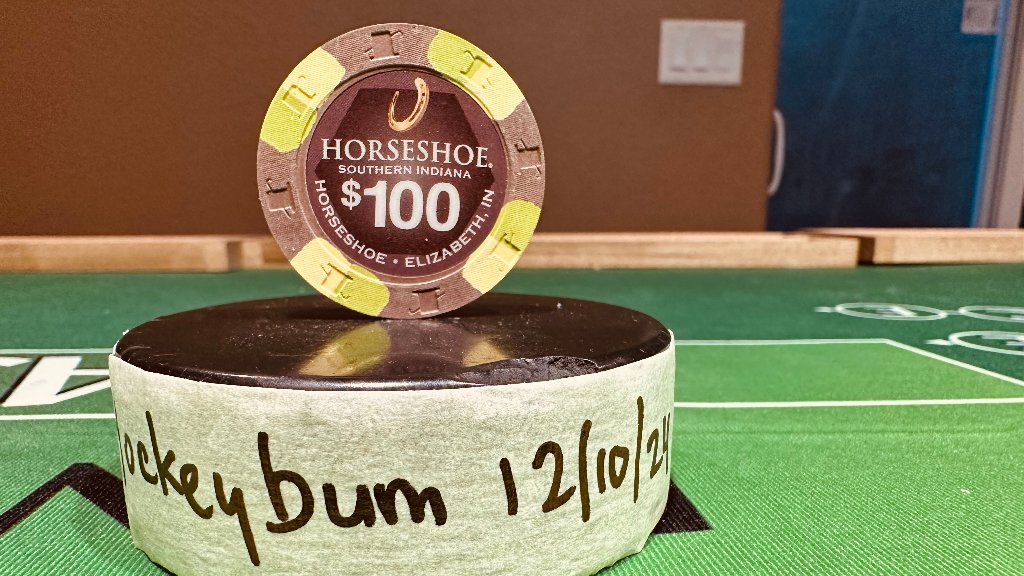 HORSESHOE®
SOUTHERN INDIANA
$100
HORSESHOE • ELIZABETH, IN
ockeybum 12/10/24